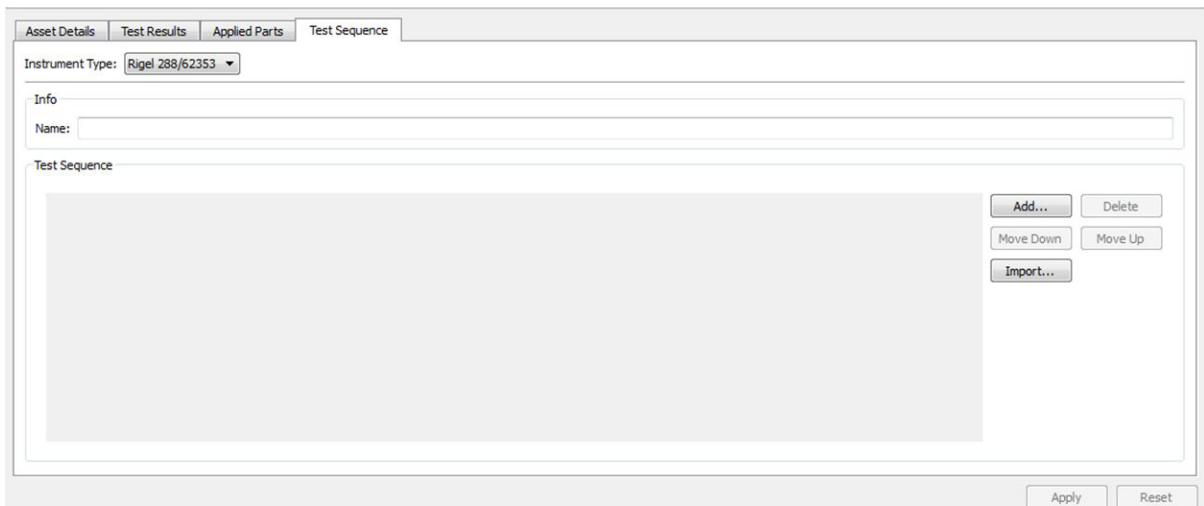 Asset Details Test Results Applied Parts Test Sequence
Instrument Type: Rigel 288/62353
Info
Name:
Test Sequence
Add... Delete
Move Down Move Up
Import...
Apply Reset